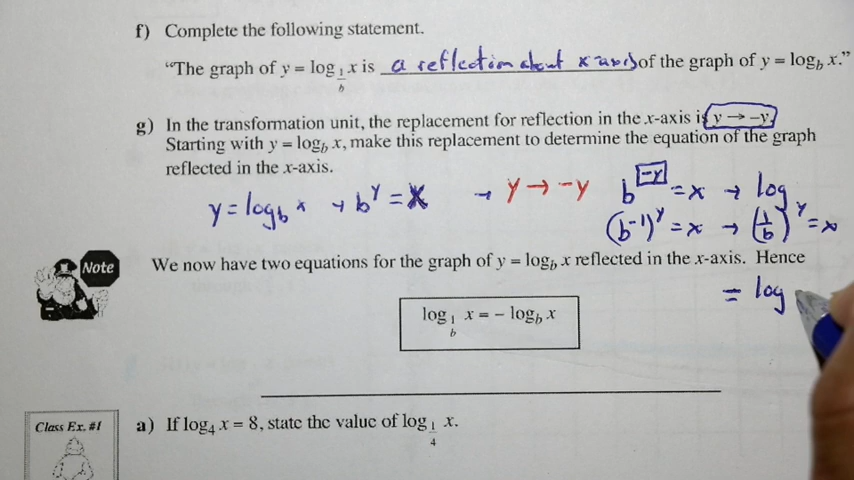 f) Complete the following statement.
"The graph of y = log_{1/b} x is a reflection about x-axis of the graph of y = log_b x."
g) In the transformation unit, the replacement for reflection in the x-axis is y → −y.
Starting with y = log_b x, make this replacement to determine the equation of the graph
reflected in the x-axis.
y = log_b x → b^y = x → y → −y b^{−y} = x → log
(b^{−1})^y = x → (1/b)^y = x
Note
We now have two equations for the graph of y = log_b x reflected in the x-axis. Hence
= log
log_{1/b} x = − log_b x
Class Ex. #1
a) If log_4 x = 8, state the value of log_{1/4} x.